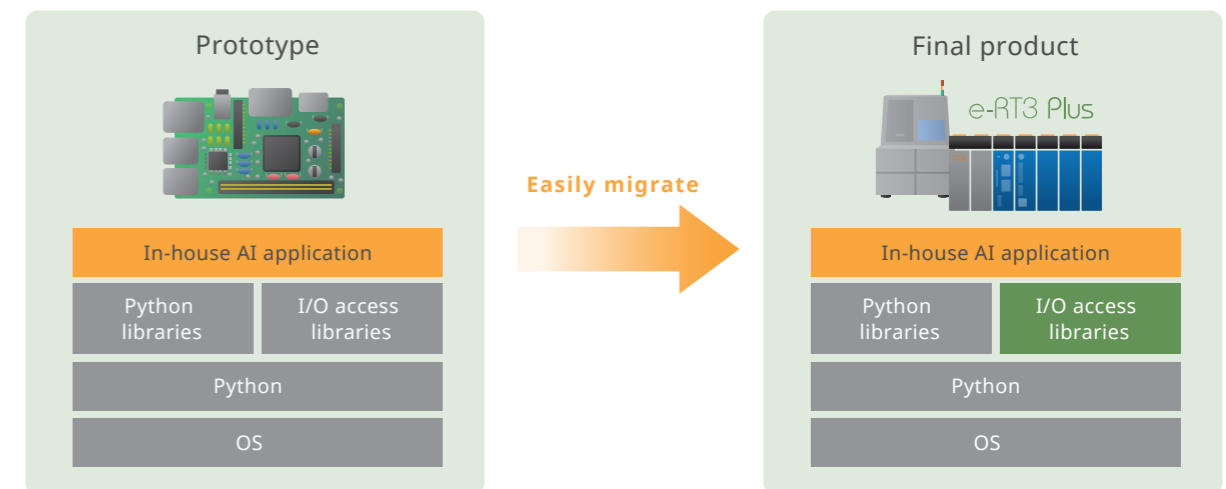 Prototype
In-house AI application
Python
libraries
I/O access
libraries
Python
OS
Easily migrate
Final product
e-RT3 Plus
In-house AI application
Python
libraries
I/O access
libraries
Python
OS